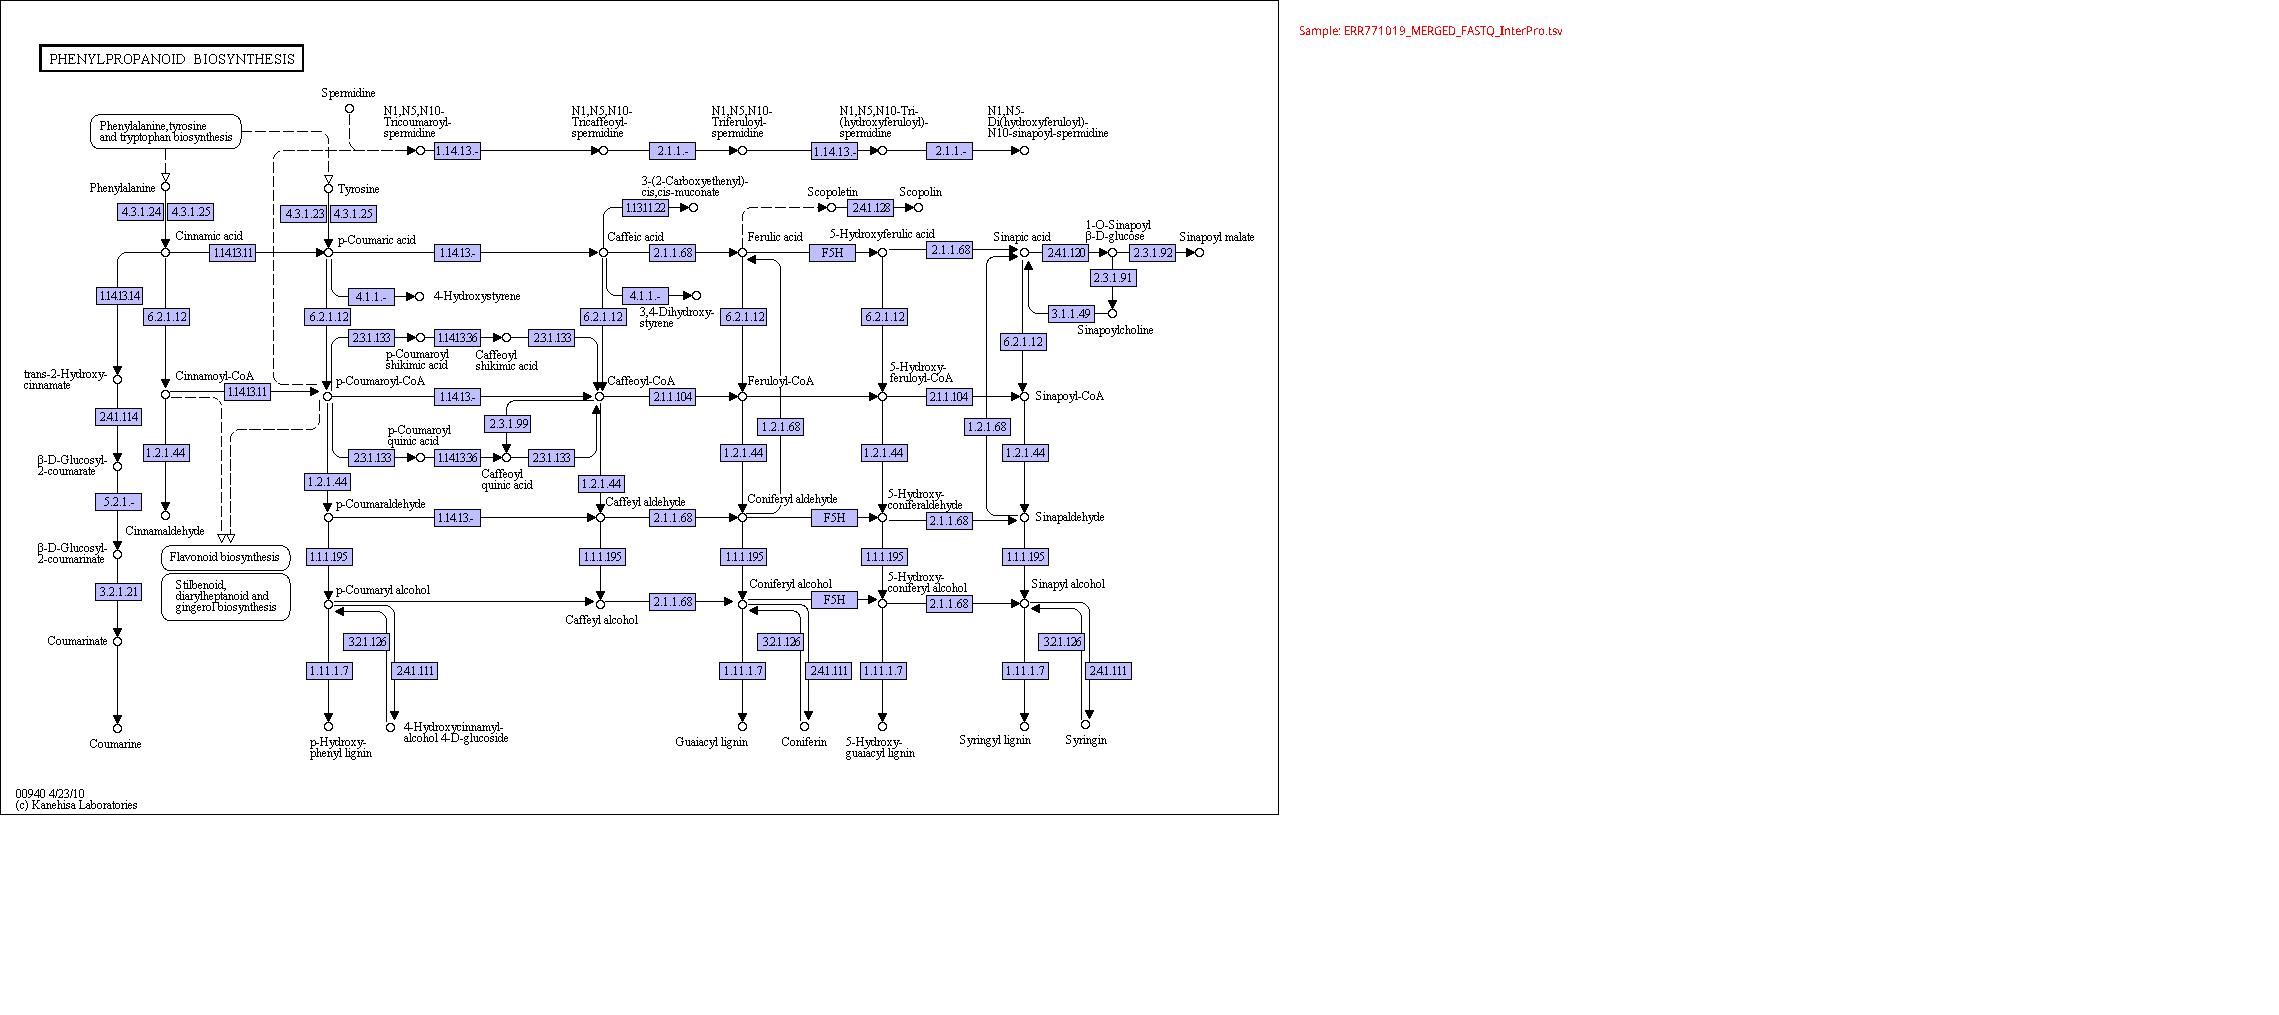 Sample: ERR771019_MERGED_FASTQ_InterPro.tsv
PHENYLPROPANOID BIOSYNTHESIS
Spermidine
N1,N5,N10-
Tricoumaroyl-
spermidine
N1,N5,N10-
Tricaffeoyl-
spermidine
N1,N5,N10-
Triferuloyl-
spermidine
N1,N5,N10-Tri-
(hydroxyferuloyl)-
spermidine
N1,N5-
Di(hydroxyferuloyl)-
N10-sinapoyl-spermidine
Phenylalanine,tyrosine
and tryptophan biosynthesis
1.14.13.-
2.1.1.-
1.14.13.-
2.1.1.-
Phenylalanine
Tyrosine
3-(2-Carboxyethenyl)-
cis,cis-muconate
Scopoletin
Scopolin
4.3.1.24
4.3.1.25
4.3.1.23
4.3.1.25
1.13.11.22
2.4.1.128
Cinnamic acid
p-Coumaric acid
Caffeic acid
Ferulic acid
5-Hydroxyferulic acid
Sinapic acid
1-O-Sinapoyl
β-D-glucose
Sinapoyl malate
1.14.13.11
1.14.13.-
2.1.1.68
F5H
2.1.1.68
2.4.1.120
2.3.1.92
2.3.1.91
1.14.13.14
4.1.1.-
4-Hydroxystyrene
4.1.1.-
3,4-Dihydroxy-
styrene
3.1.1.49
Sinapoylcholine
6.2.1.12
6.2.1.12
6.2.1.12
6.2.1.12
6.2.1.12
6.2.1.12
2.3.1.133
1.14.13.36
2.3.1.133
p-Coumaroyl
shikimic acid
Caffeoyl
shikimic acid
trans-2-Hydroxy-
cinnamate
Cinnamoyl-CoA
p-Coumaroyl-CoA
Caffeoyl-CoA
Feruloyl-CoA
5-Hydroxy-
feruloyl-CoA
Sinapoyl-CoA
1.14.13.11
1.14.13.-
2.1.1.104
2.1.1.104
2.4.1.114
2.3.1.99
1.2.1.68
1.2.1.68
p-Coumaroyl
quinic acid
2.3.1.133
1.14.13.36
2.3.1.133
Caffeoyl
quinic acid
β-D-Glucosyl-
2-coumarate
1.2.1.44
1.2.1.44
1.2.1.44
1.2.1.44
1.2.1.44
1.2.1.44
5.2.1.-
Cinnamaldehyde
p-Coumaraldehyde
Caffeyl aldehyde
Coniferyl aldehyde
5-Hydroxy-
coniferaldehyde
Sinapaldehyde
1.14.13.-
2.1.1.68
F5H
2.1.1.68
β-D-Glucosyl-
2-coumarinate
Flavonoid biosynthesis
Stilbenoid,
diarylheptanoid and
gingerol biosynthesis
1.1.1.195
1.1.1.195
1.1.1.195
1.1.1.195
1.1.1.195
3.2.1.21
p-Coumaryl alcohol
Caffeyl alcohol
Coniferyl alcohol
5-Hydroxy-
coniferyl alcohol
Sinapyl alcohol
2.1.1.68
F5H
2.1.1.68
Coumarinate
3.2.1.126
3.2.1.126
3.2.1.126
1.11.1.7
2.4.1.111
1.11.1.7
2.4.1.111
1.11.1.7
1.11.1.7
2.4.1.111
Coumarine
p-Hydroxy-
phenyl lignin
4-Hydroxycinnamyl-
alcohol 4-D-glucoside
Guaiacyl lignin
Coniferin
5-Hydroxy-
guaiacyl lignin
Syringyl lignin
Syringin
00940 4/23/10
(c) Kanehisa Laboratories